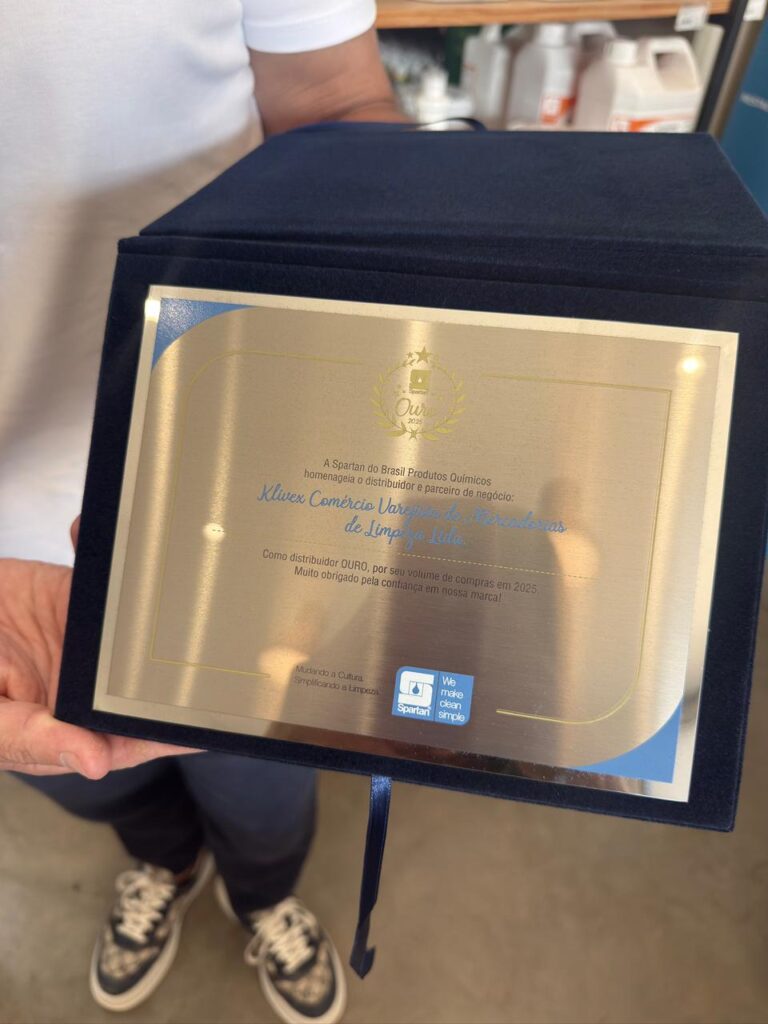 Spartan
Ouro
2025
A Spartan do Brasil Produtos Químicos
homenageia o distribuidor e parceiro de negócio:
Klivex Comércio Varejista de Mercadorias
de Limpeza Ltda.
Como distribuidor OURO, por seu volume de compras em 2025.
Muito obrigado pela confiança em nossa marca!
Mudando a Cultura.
Simplificando a Limpeza.
Spartan
We
make
clean
simple